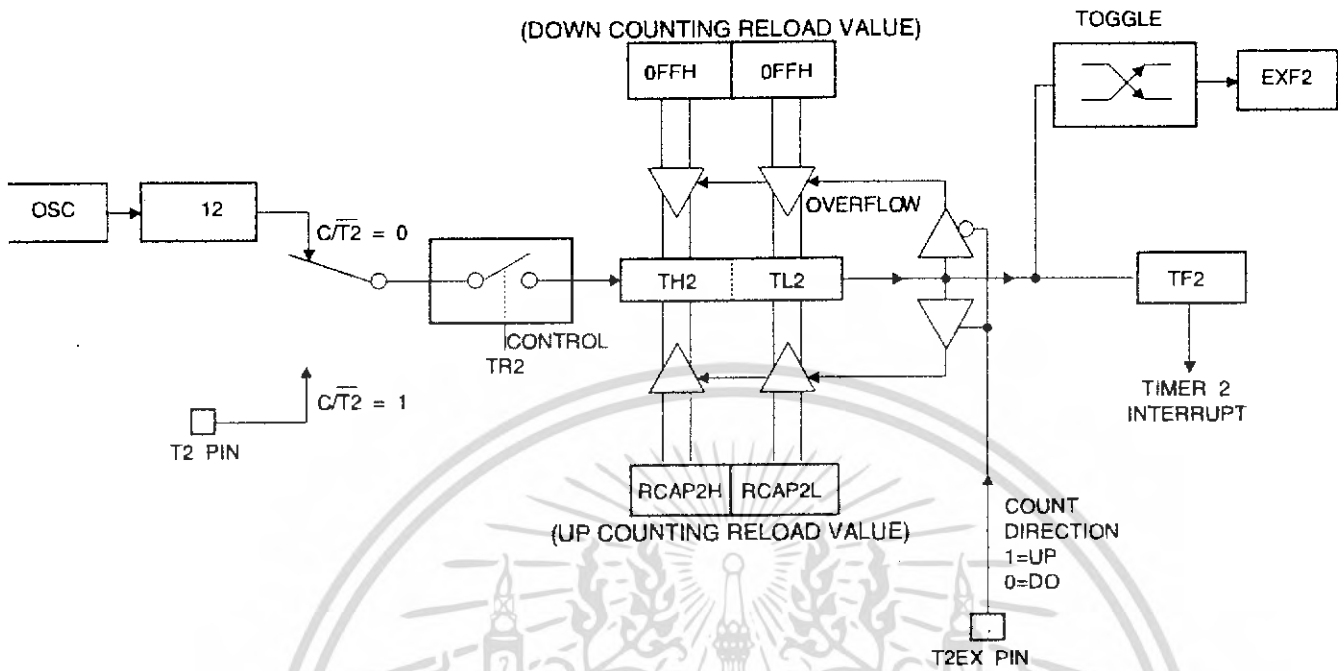 (DOWN COUNTING RELOAD VALUE)
TOGGLE
0FFH 0FFH
EXF2
OSC
12
C/T2 = 0
OVERFLOW
TH2 TL2
TF2
CONTROL
TR2
C/T2 = 1
T2 PIN
TIMER 2
INTERRUPT
RCAP2H RCAP2L
(UP COUNTING RELOAD VALUE)
COUNT
DIRECTION
1=UP
0=DO
T2EX PIN